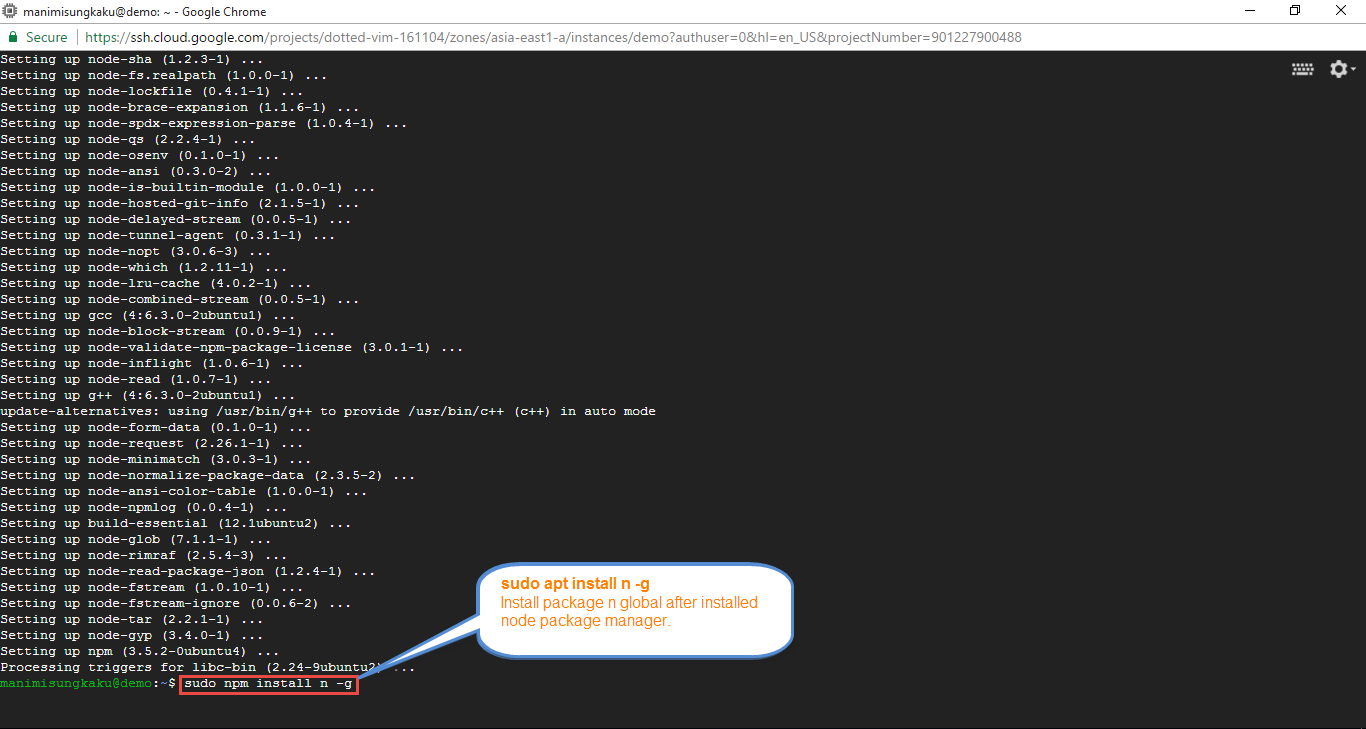 manimisungkaku@demo: ~ - Google Chrome
Secure https://ssh.cloud.google.com/projects/dotted-vim-161104/zones/asia-east1-a/instances/demo?authuser=0&hl=en_US&projectNumber=901227900488
Setting up node-sha (1.2.3-1) ...
Setting up node-fs.realpath (1.0.0-1) ...
Setting up node-lockfile (0.4.1-1) ...
Setting up node-brace-expansion (1.1.6-1) ...
Setting up node-spdx-expression-parse (1.0.4-1) ...
Setting up node-qs (2.2.4-1) ...
Setting up node-osenv (0.1.0-1) ...
Setting up node-ansi (0.3.0-2) ...
Setting up node-is-builtin-module (1.0.0-1) ...
Setting up node-hosted-git-info (2.1.5-1) ...
Setting up node-delayed-stream (0.0.5-1) ...
Setting up node-tunnel-agent (0.3.1-1) ...
Setting up node-nopt (3.0.6-3) ...
Setting up node-which (1.2.11-1) ...
Setting up node-lru-cache (4.0.2-1) ...
Setting up node-combined-stream (0.0.5-1) ...
Setting up gcc (4:6.3.0-2ubuntu1) ...
Setting up node-block-stream (0.0.9-1) ...
Setting up node-validate-npm-package-license (3.0.1-1) ...
Setting up node-inflight (1.0.6-1) ...
Setting up node-read (1.0.7-1) ...
Setting up g++ (4:6.3.0-2ubuntu1) ...
update-alternatives: using /usr/bin/g++ to provide /usr/bin/c++ (c++) in auto mode
Setting up node-form-data (0.1.0-1) ...
Setting up node-request (2.26.1-1) ...
Setting up node-minimatch (3.0.3-1) ...
Setting up node-normalize-package-data (2.3.5-2) ...
Setting up node-ansi-color-table (1.0.0-1) ...
Setting up node-npmlog (0.0.4-1) ...
Setting up build-essential (12.1ubuntu2) ...
Setting up node-glob (7.1.1-1) ...
Setting up node-rimraf (2.5.4-3) ...
Setting up node-read-package-json (1.2.4-1) ...
Setting up node-fstream (1.0.10-1) ...
Setting up node-fstream-ignore (0.0.6-2) ...
Setting up node-tar (2.2.1-1) ...
Setting up node-gyp (3.4.0-1) ...
Setting up npm (3.5.2-0ubuntu4) ...
Processing triggers for libc-bin (2.24-9ubuntu2) ...
manimisungkaku@demo:~$ sudo npm install n -g
sudo apt install n -g
Install package n global after installed
node package manager.